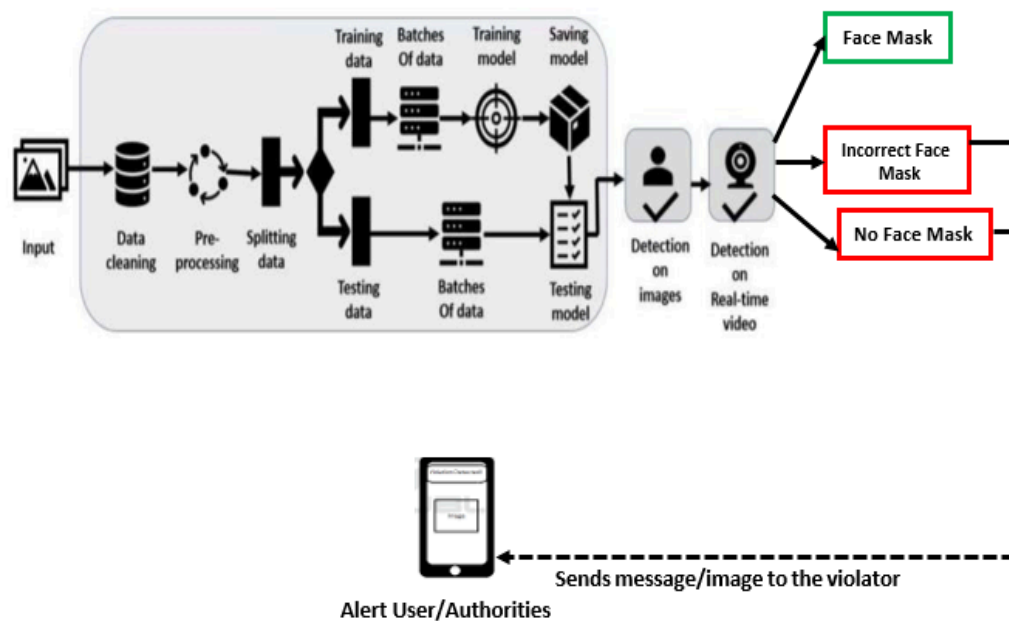 Training
data
Batches
Of data
Training
model
Saving
model
Face Mask
Incorrect Face
Mask
No Face Mask
Input
Data
cleaning
Pre-
processing
Splitting
data
Testing
data
Batches
Of data
Testing
model
Detection
on
images
Detection
on
Real-time
video
Image
Sends message/image to the violator
Alert User/Authorities